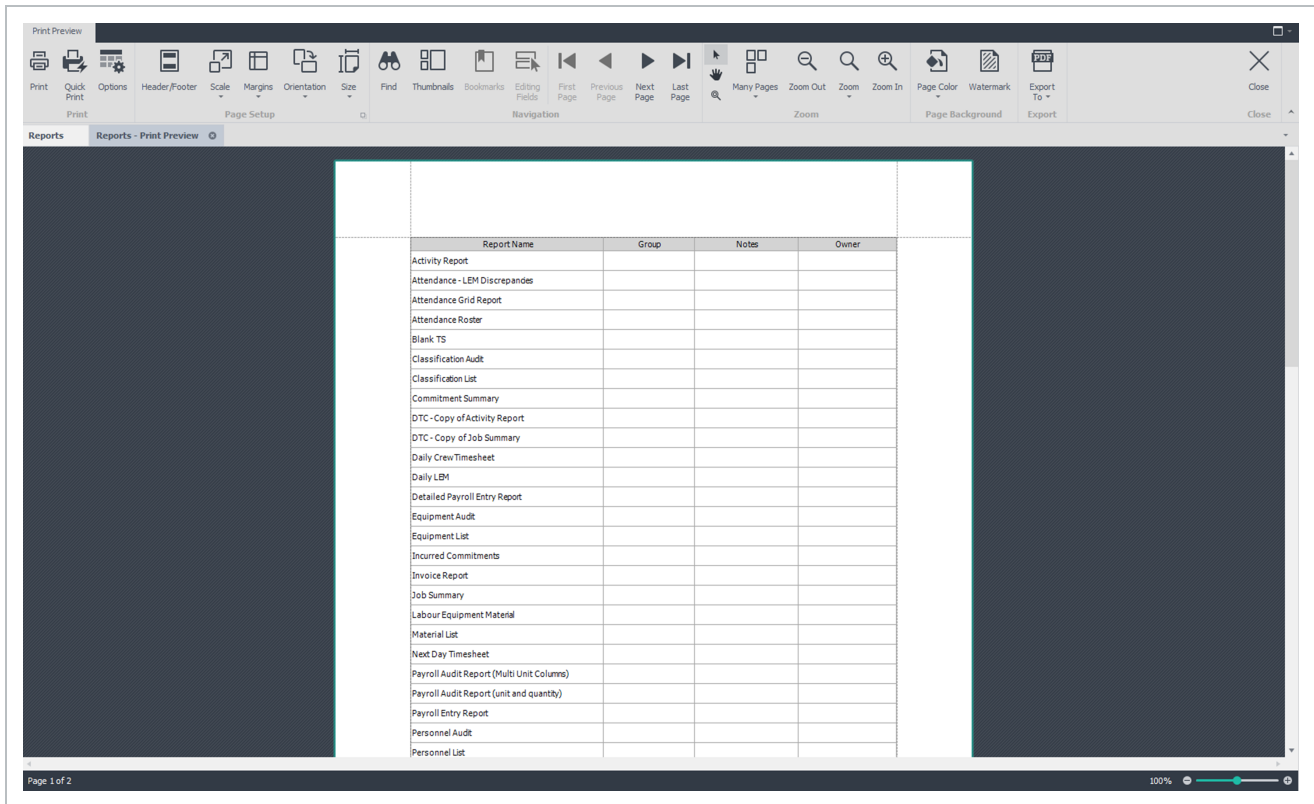 Print Preview
Print
Quick Print
Options
Header/Footer
Scale
Margins
Orientation
Size
Find
Thumbnails
Bookmarks
Editing Fields
First Page
Previous Page
Next Page
Last Page
Many Pages
Zoom Out
Zoom
Zoom In
Page Color
Watermark
PDF
Export To
Close
Print
Page Setup
Navigation
Zoom
Page Background
Export
Close
Reports
Reports - Print Preview
Report Name Group Notes Owner
Activity Report
Attendance - LEM Discrepancies
Attendance Grid Report
Attendance Roster
Blank TS
Classification Audit
Classification List
Commitment Summary
DTC - Copy of Activity Report
DTC - Copy of Job Summary
Daily Crew Timesheet
Daily LEM
Detailed Payroll Entry Report
Equipment Audit
Equipment List
Incurred Commitments
Invoice Report
Job Summary
Labour Equipment Material
Material List
Next Day Timesheet
Payroll Audit Report (Multi Unit Columns)
Payroll Audit Report (unit and quantity)
Payroll Entry Report
Personnel Audit
Personnel List
Page 1 of 2
100%